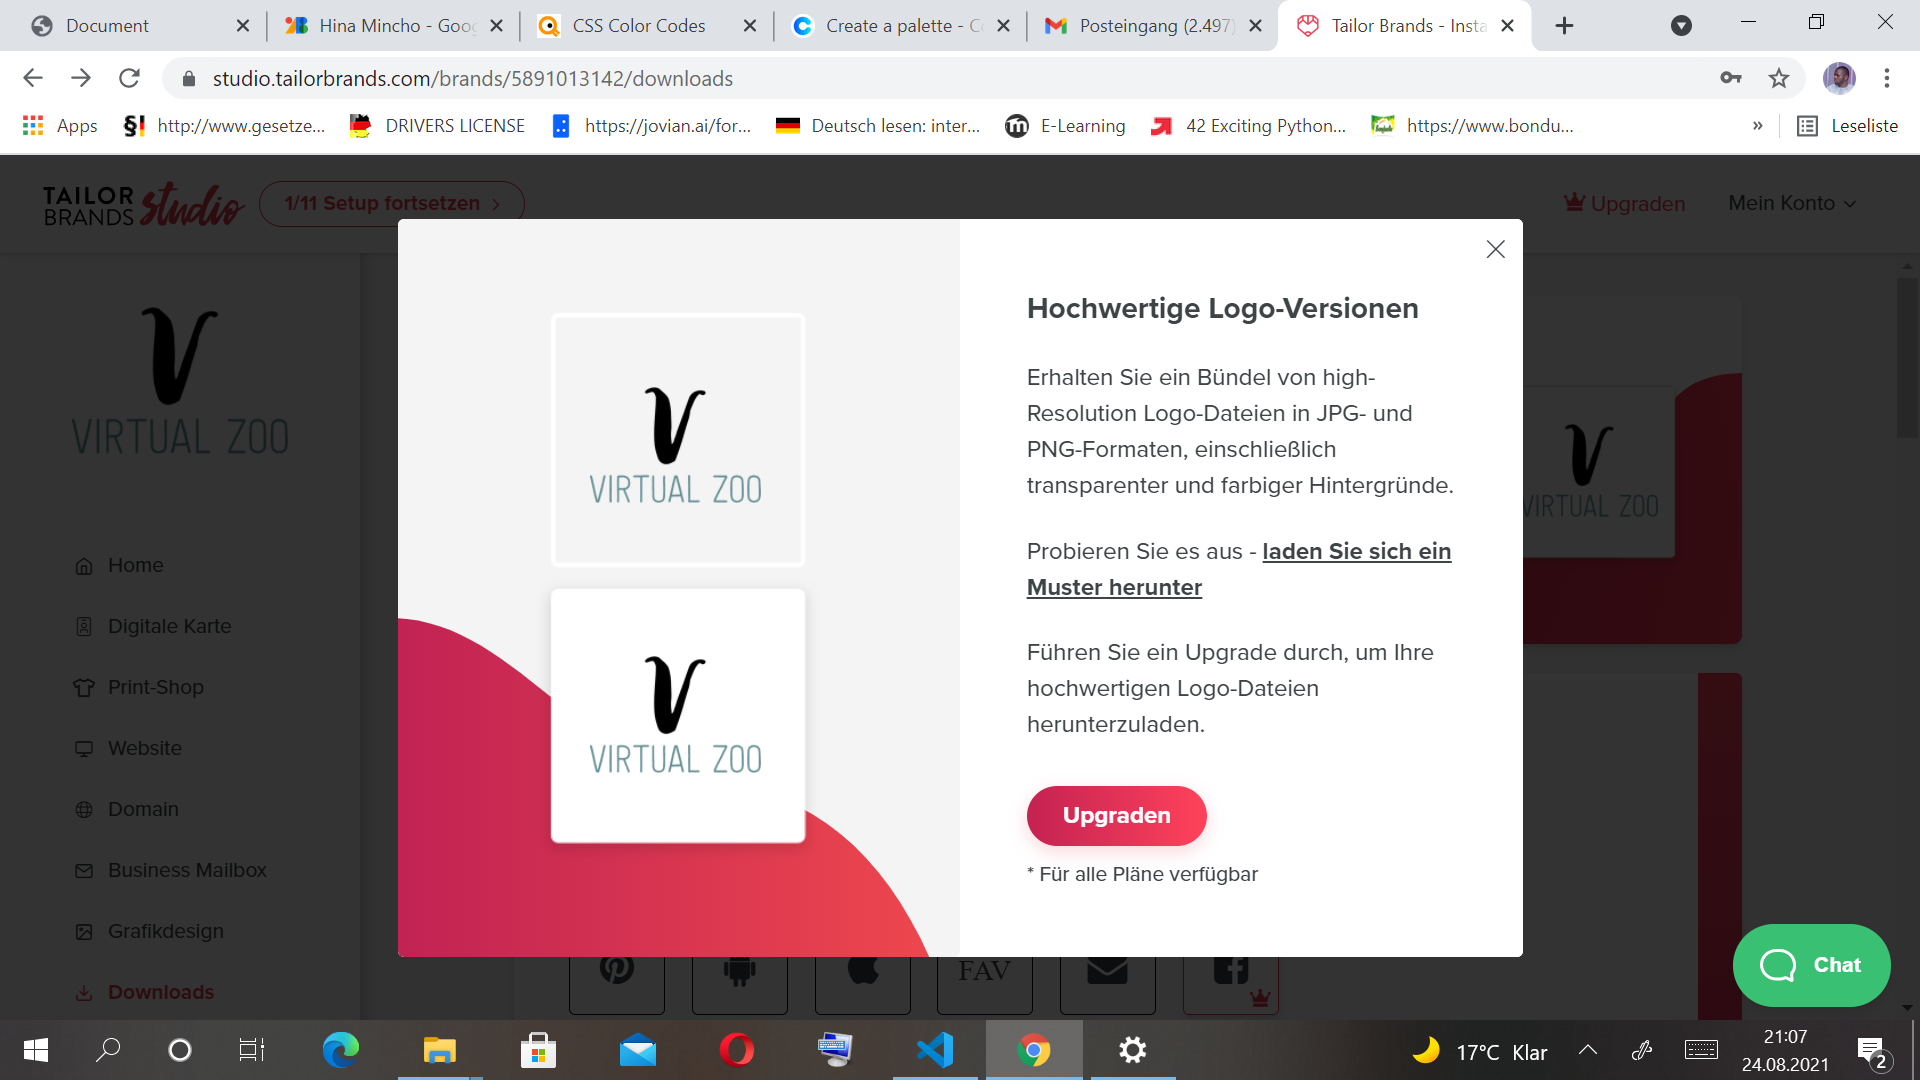 Document
Hina Mincho - Goog
CSS Color Codes
Create a palette - C
Posteingang (2.497)
Tailor Brands - Insta
studio.tailorbrands.com/brands/5891013142/downloads
Apps
http://www.gesetze...
DRIVERS LICENSE
https://jovian.ai/for...
Deutsch lesen: inter...
E-Learning
42 Exciting Python...
https://www.bondu...
»
Leseliste
TAILOR
BRANDS studio
1/11 Setup fortsetzen >
Upgraden
Mein Konto
V
VIRTUAL ZOO
Home
Digitale Karte
Print-Shop
Website
Domain
Business Mailbox
Grafikdesign
Downloads
V
VIRTUAL ZOO
V
VIRTUAL ZOO
Hochwertige Logo-Versionen
Erhalten Sie ein Bündel von high-
Resolution Logo-Dateien in JPG- und
PNG-Formaten, einschließlich
transparenter und farbiger Hintergründe.
Probieren Sie es aus - laden Sie sich ein
Muster herunter
Führen Sie ein Upgrade durch, um Ihre
hochwertigen Logo-Dateien
herunterzuladen.
Upgraden
* Für alle Pläne verfügbar
V
VIRTUAL ZOO
FAV
Chat
17°C Klar
21:07
24.08.2021
2